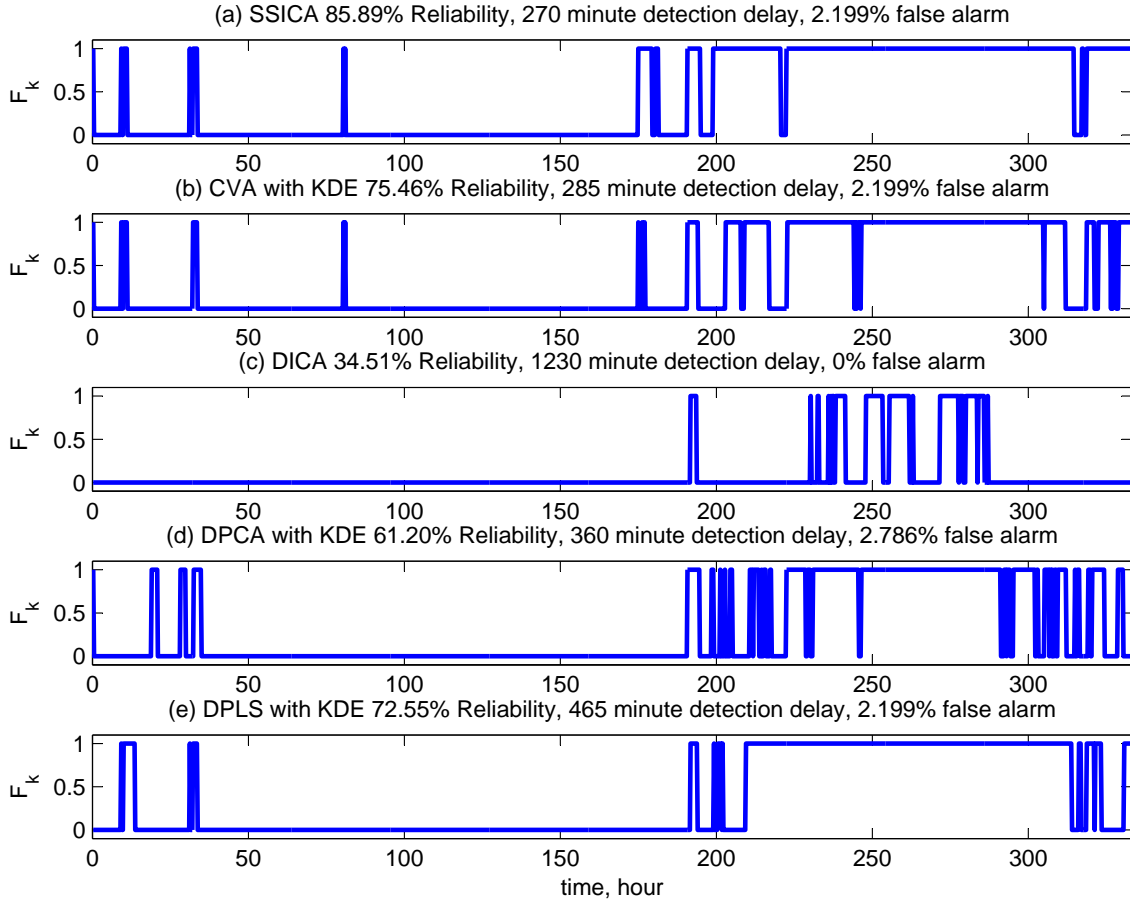 (a) SSICA 85.89% Reliability, 270 minute detection delay, 2.199% false alarm
1
0.5
0
F_k
0 50 100 150 200 250 300
(b) CVA with KDE 75.46% Reliability, 285 minute detection delay, 2.199% false alarm
1
0.5
0
F_k
0 50 100 150 200 250 300
(c) DICA 34.51% Reliability, 1230 minute detection delay, 0% false alarm
1
0.5
0
F_k
0 50 100 150 200 250 300
(d) DPCA with KDE 61.20% Reliability, 360 minute detection delay, 2.786% false alarm
1
0.5
0
F_k
0 50 100 150 200 250 300
(e) DPLS with KDE 72.55% Reliability, 465 minute detection delay, 2.199% false alarm
1
0.5
0
F_k
0 50 100 150 200 250 300
time, hour